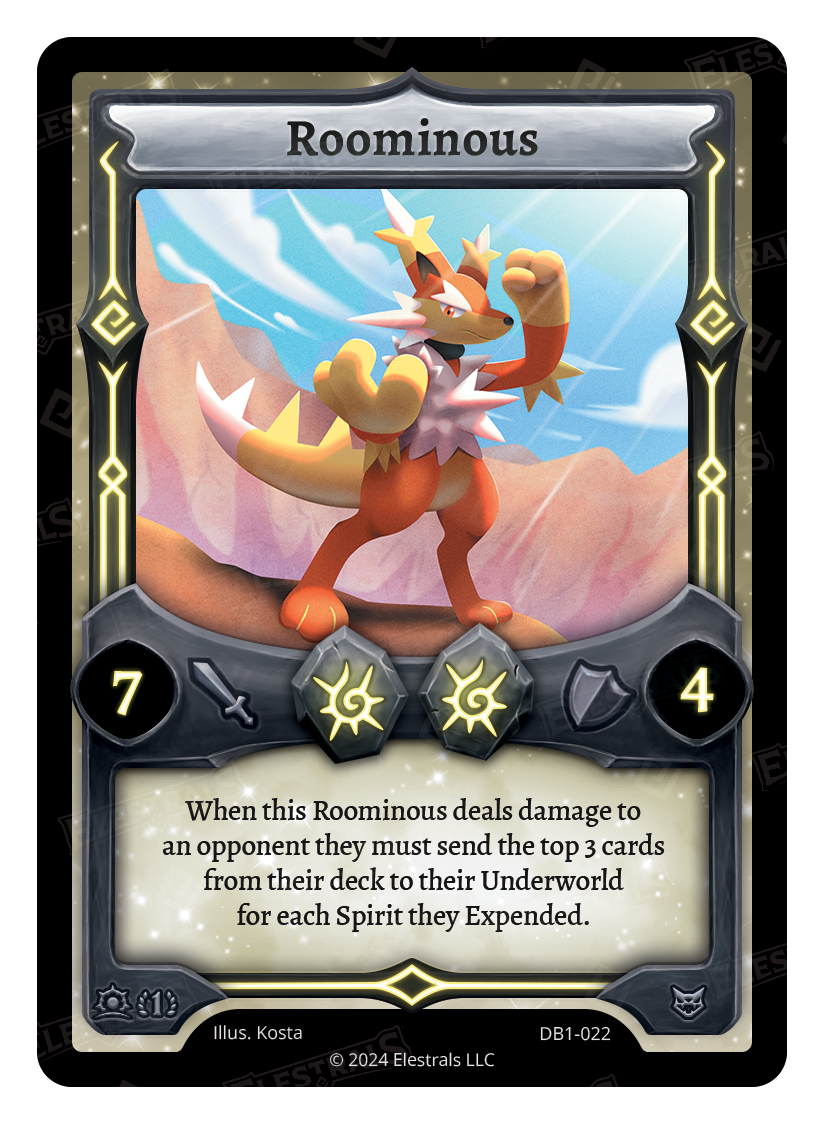 Roominous
7
4
When this Roominous deals damage to
an opponent they must send the top 3 cards
from their deck to their Underworld
for each Spirit they Expended.
1
Illus. Kosta
DB1-022
© 2024 Elestrals LLC